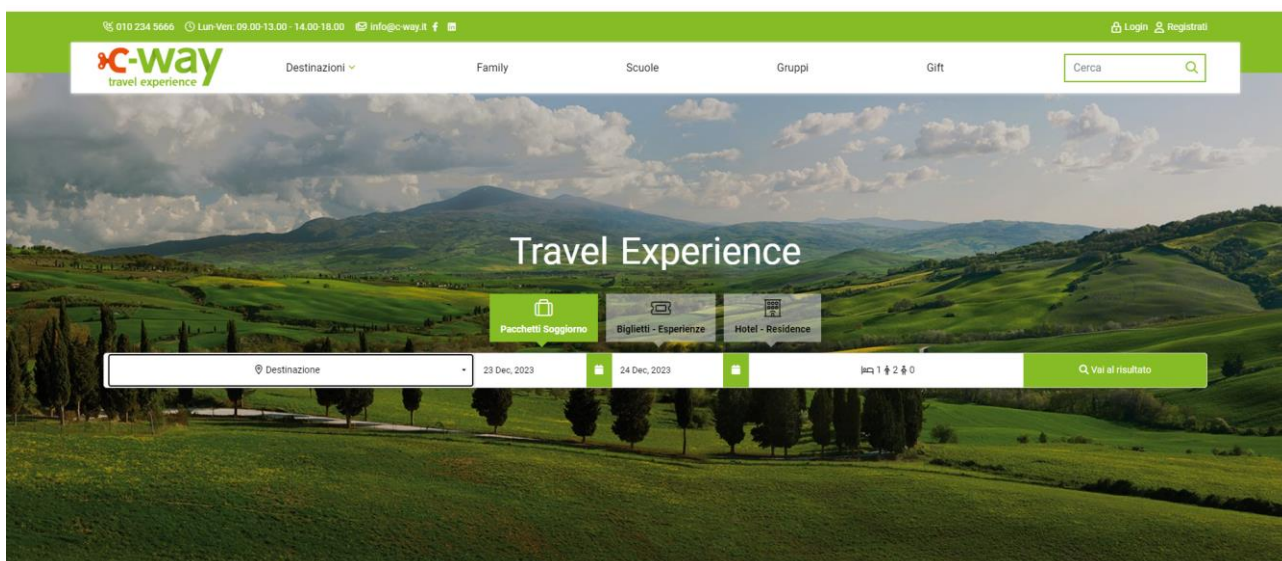 010 234 5666 Lun-Ven: 09.00-13.00 - 14.00-18.00 info@c-way.it Login Registrati
c-way
travel experience
Destinazioni Family Scuole Gruppi Gift Cerca
Travel Experience
Pacchetti Soggiorno Biglietti - Esperienze Hotel - Residence
Destinazione 23 Dec, 2023 24 Dec, 2023 1 2 0 Vai al risultato